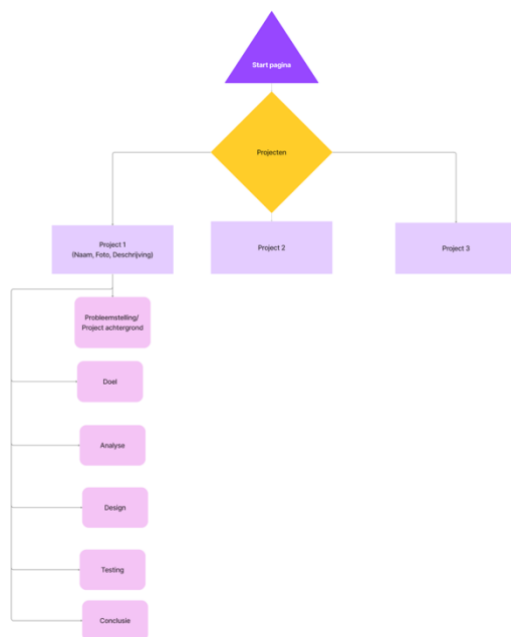 Start pagina
Projecten
Project 1
(Naam, Foto, Deschrijving)
Project 2
Project 3
Probleemstelling/
Project achtergrond
Doel
Analyse
Design
Testing
Conclusie